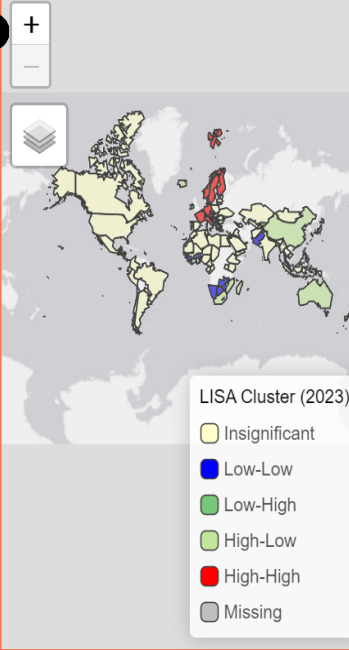 +
−
LISA Cluster (2023)
Insignificant
Low-Low
Low-High
High-Low
High-High
Missing